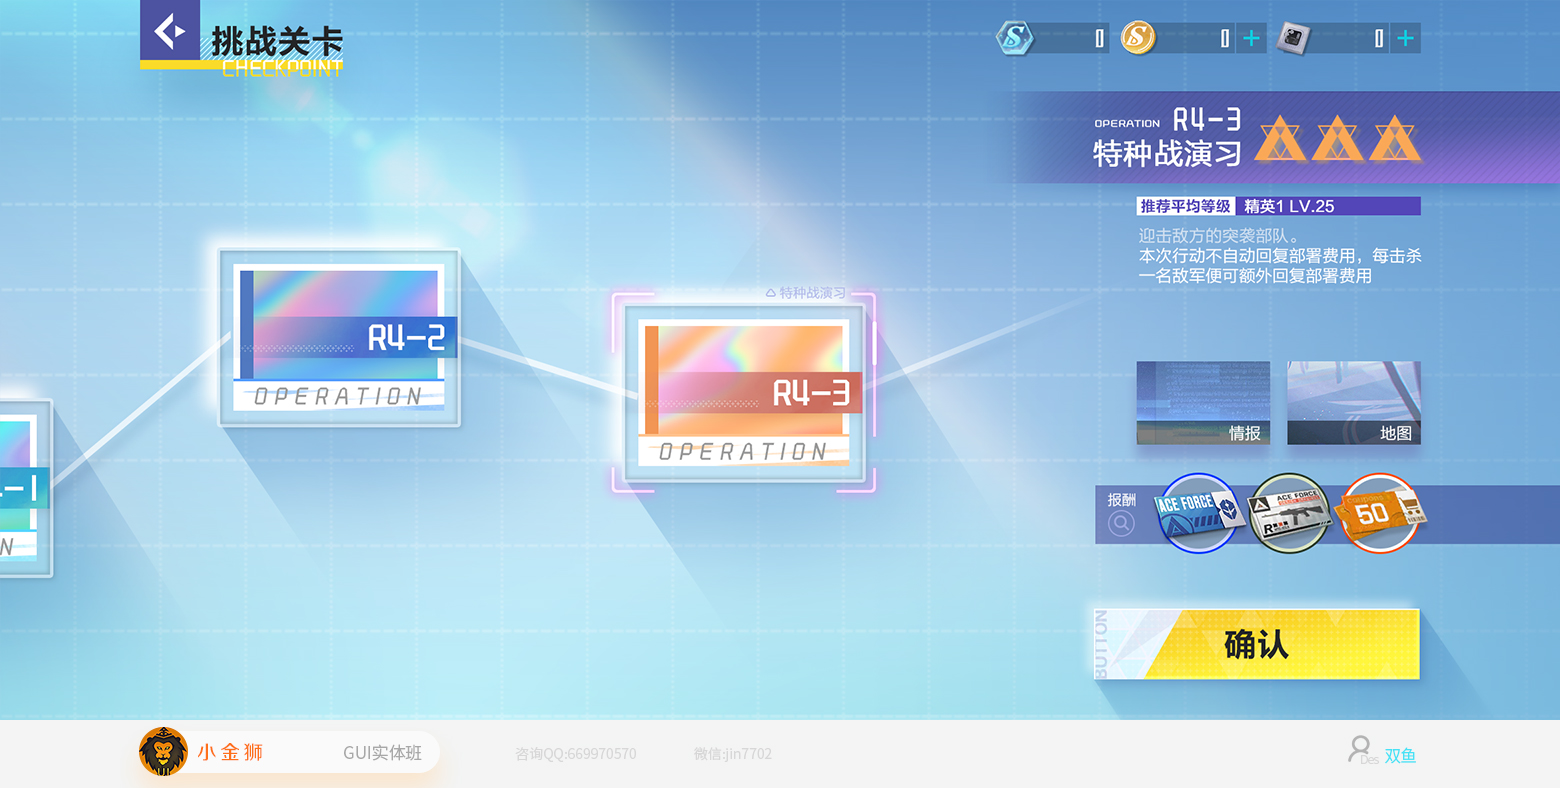 挑战关卡
CHECKPOINT
0
0
0
OPERATION R4-3
特种战演习
推荐平均等级 精英1 LV.25
迎击敌方的突袭部队。
本次行动不自动回复部署费用，每击杀
一名敌军便可额外回复部署费用
R4-2
OPERATION
特种战演习
R4-3
OPERATION
-1
N
情报
地图
报酬
ACE FORCE
ACE FORCE
R
50
BUTTON
确认
小金狮
GUI实体班
咨询QQ:669970570
微信:jin7702
Des 双鱼